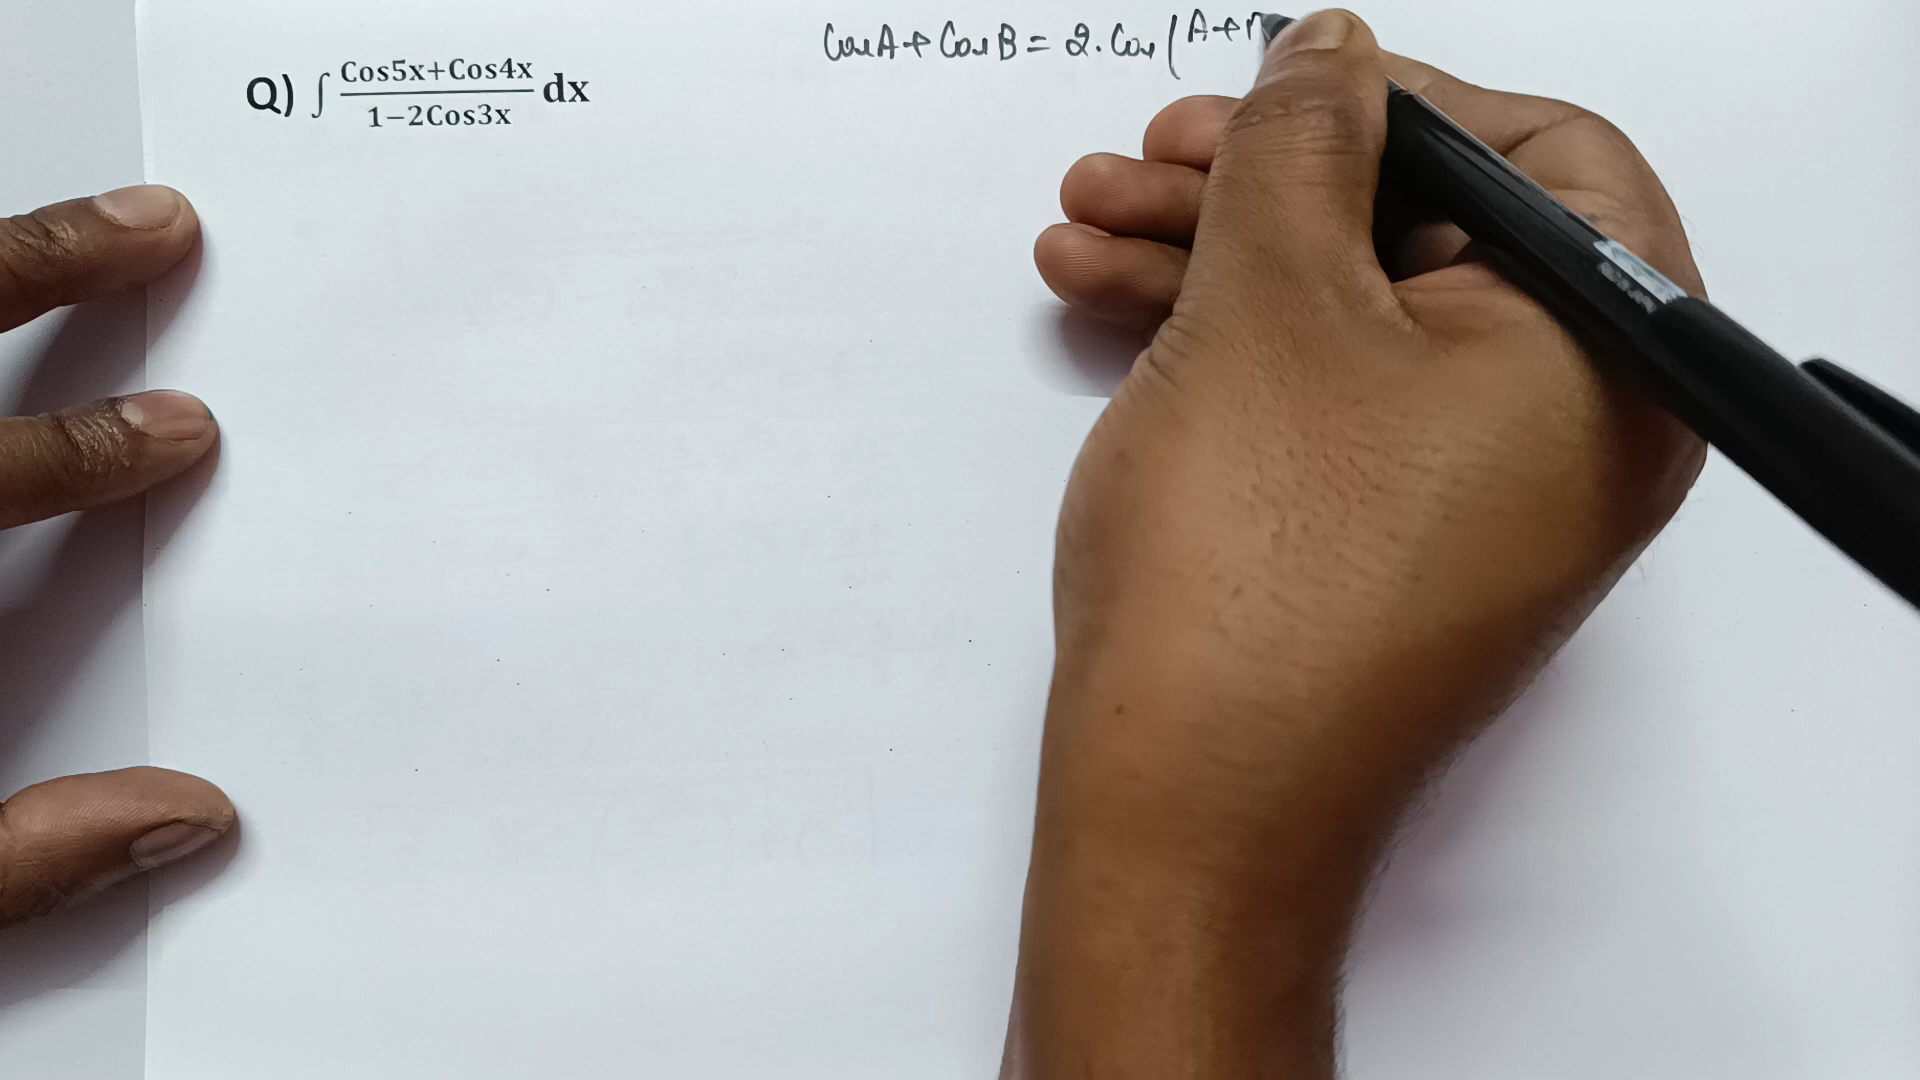 CosA + CosB = 2. Cos ( A+
Q) ∫ Cos5x+Cos4x / 1−2Cos3x dx